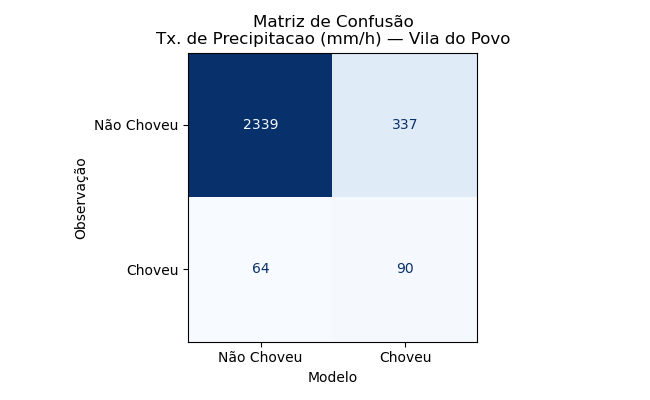 Matriz de Confusão
Tx. de Precipitacao (mm/h) — Vila do Povo
Observação
Não Choveu
2339
337
Choveu
64
90
Não Choveu
Choveu
Modelo